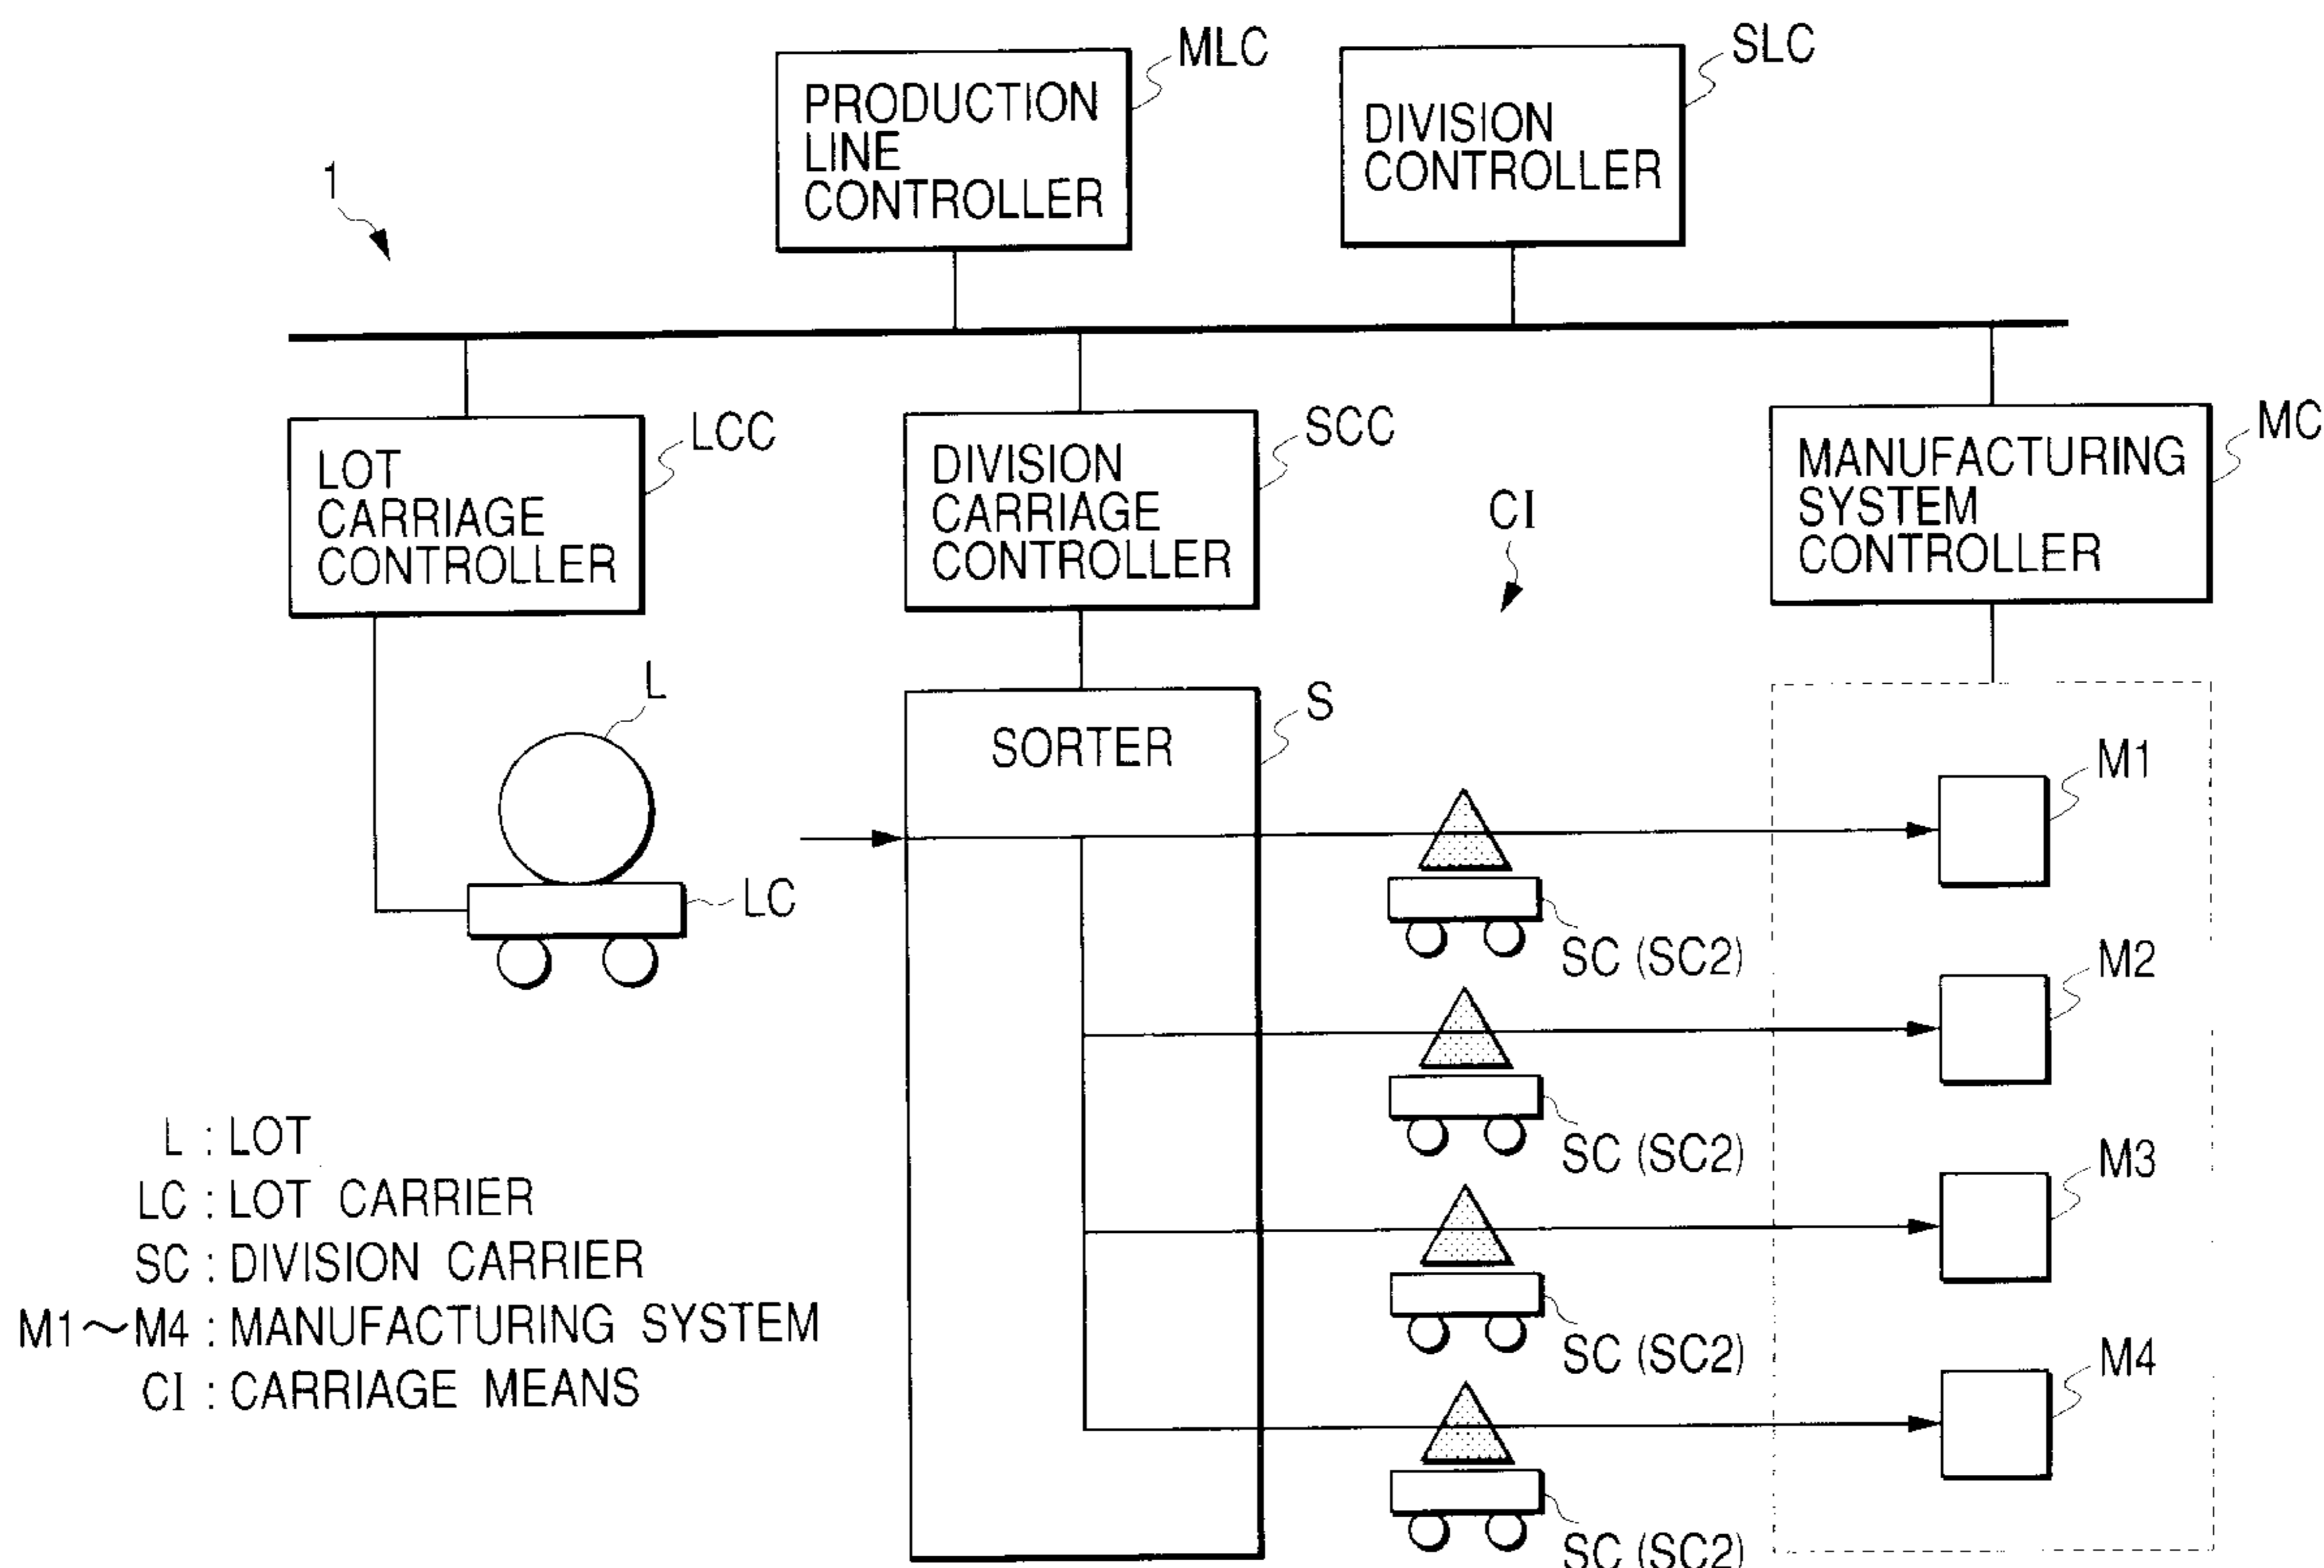 MLC
SLC
PRODUCTION
LINE
CONTROLLER
DIVISION
CONTROLLER
1
LCC
SCC
MC
LOT
CARRIAGE
CONTROLLER
DIVISION
CARRIAGE
CONTROLLER
CI
MANUFACTURING
SYSTEM
CONTROLLER
L
S
SORTER
M1
LC
SC (SC2)
M2
SC (SC2)
M3
SC (SC2)
M4
SC (SC2)
L : LOT
LC : LOT CARRIER
SC : DIVISION CARRIER
M1～M4 : MANUFACTURING SYSTEM
CI : CARRIAGE MEANS